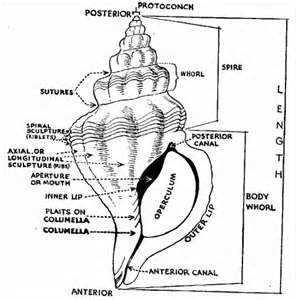 PROTOCONCH
POSTERIOR
SPIRE
WHORL
SUTURES
LENGTH
SPIRAL
SCULPTURE
(RIBLETS)
POSTERIOR
CANAL
AXIAL OR
LONGITUDINAL
SCULPTURE (RIBS)
APERTURE
OR MOUTH
INNER LIP
OPERCULUM
BODY
WHORL
PLAITS ON
COLUMELLA
COLUMELLA
OUTER LIP
ANTERIOR CANAL
ANTERIOR